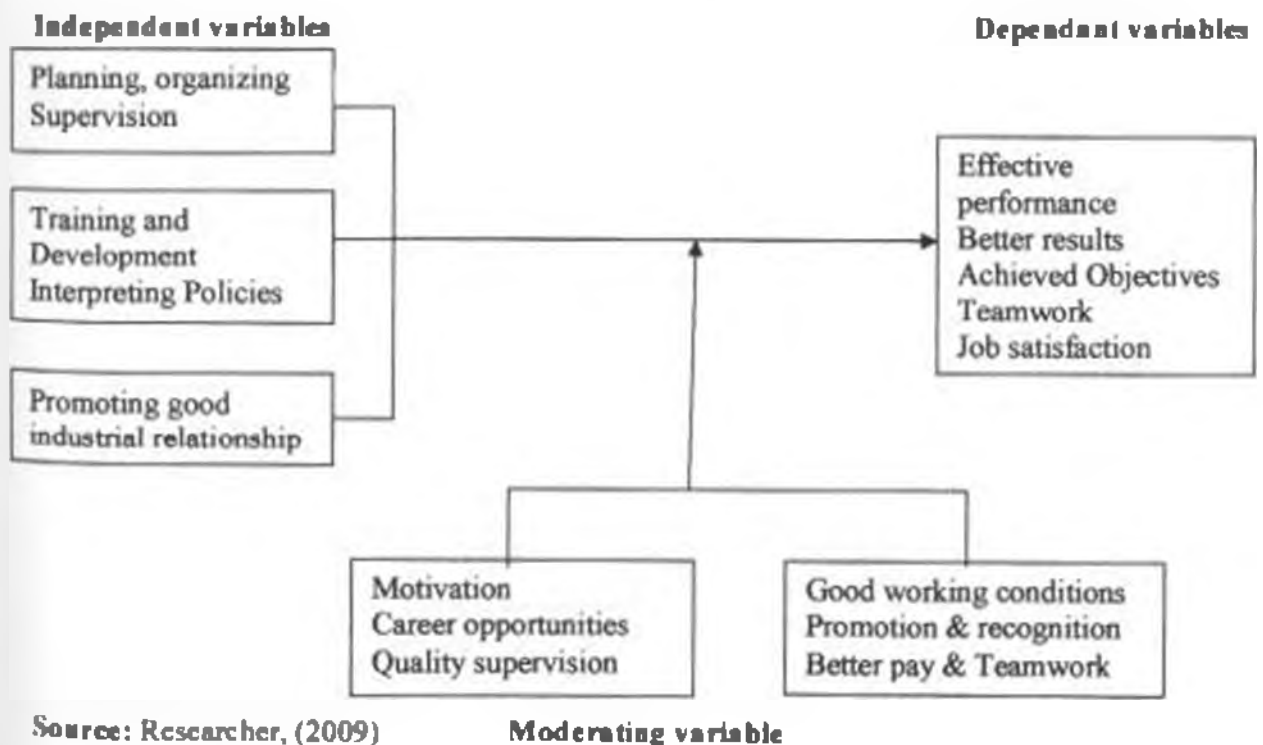 Independent variables
Dependant variables
Planning, organizing
Supervision
Training and
Development
Interpreting Policies
Promoting good
industrial relationship
Effective
performance
Better results
Achieved Objectives
Teamwork
Job satisfaction
Motivation
Career opportunities
Quality supervision
Good working conditions
Promotion & recognition
Better pay & Teamwork
Source: Researcher, (2009)
Moderating variable